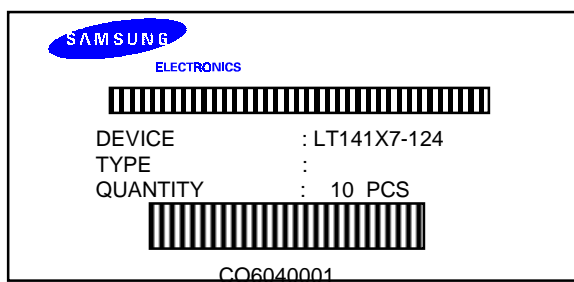 SAMSUNG
ELECTRONICS
DEVICE : LT141X7-124
TYPE :
QUANTITY : 10 PCS
CO6040001